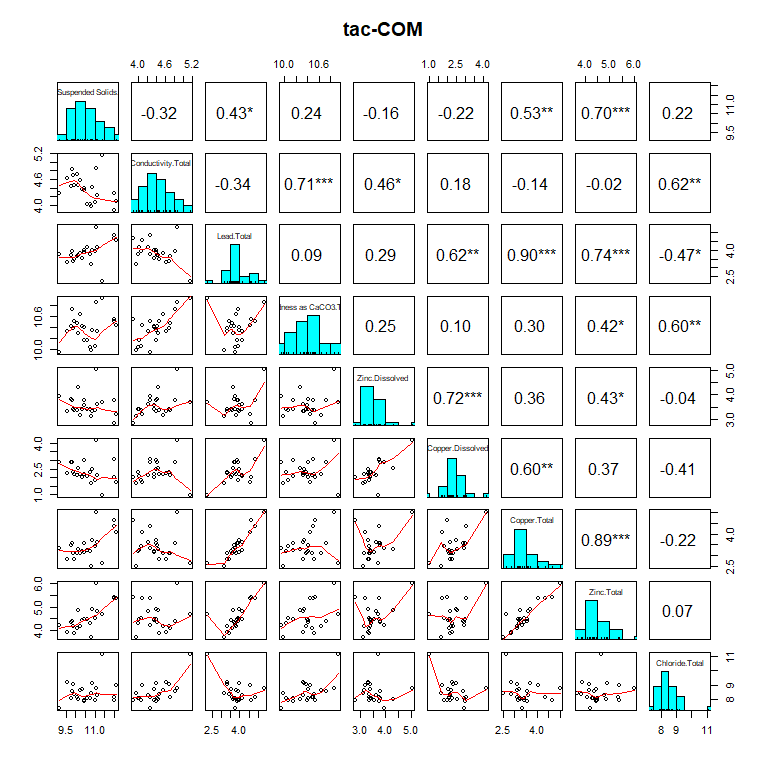 tac-COM
4.0 4.6 5.2 10.0 10.6 1.0 2.5 4.0 4.0 5.0 6.0
Suspended Solids. -0.32 0.43* 0.24 -0.16 -0.22 0.53** 0.70*** 0.22 9.5 11.0
4.0 4.6 5.2 Conductivity.Total -0.34 0.71*** 0.46* 0.18 -0.14 -0.02 0.62**
Lead.Total 0.09 0.29 0.62** 0.90*** 0.74*** -0.47* 2.5 4.0
10.0 10.6 dness as CaCO3.T 0.25 0.10 0.30 0.42* 0.60**
Zinc.Dissolved 0.72*** 0.36 0.43* -0.04 3.0 4.0 5.0
1.0 2.5 4.0 Copper.Dissolved 0.60** 0.37 -0.41
Copper.Total 0.89*** -0.22 2.5 4.0
4.0 5.0 6.0 Zinc.Total 0.07
Chloride.Total 8 9 11
9.5 11.0 2.5 4.0 3.0 4.0 5.0 2.5 4.0 8 9 11